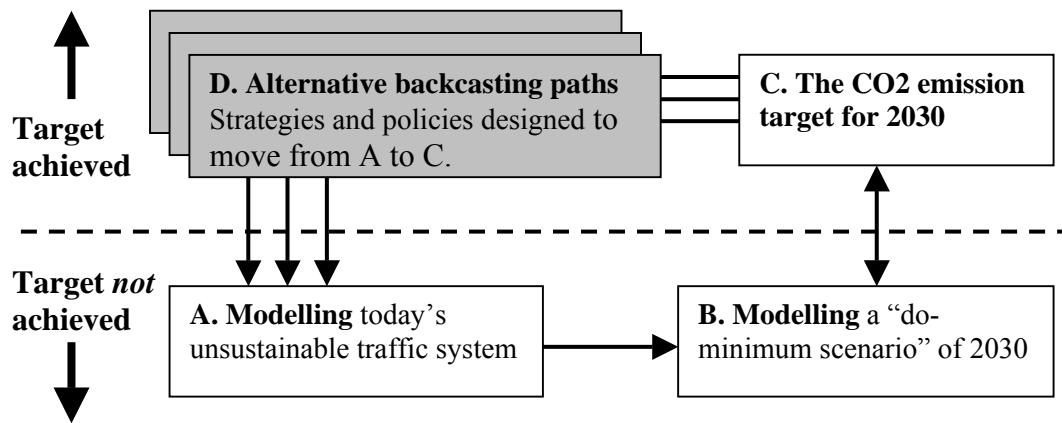 D. Alternative backcasting paths
Strategies and policies designed to
move from A to C.
C. The CO2 emission
target for 2030
Target
achieved
Target not
achieved
A. Modelling today’s
unsustainable traffic system
B. Modelling a “do-
minimum scenario” of 2030